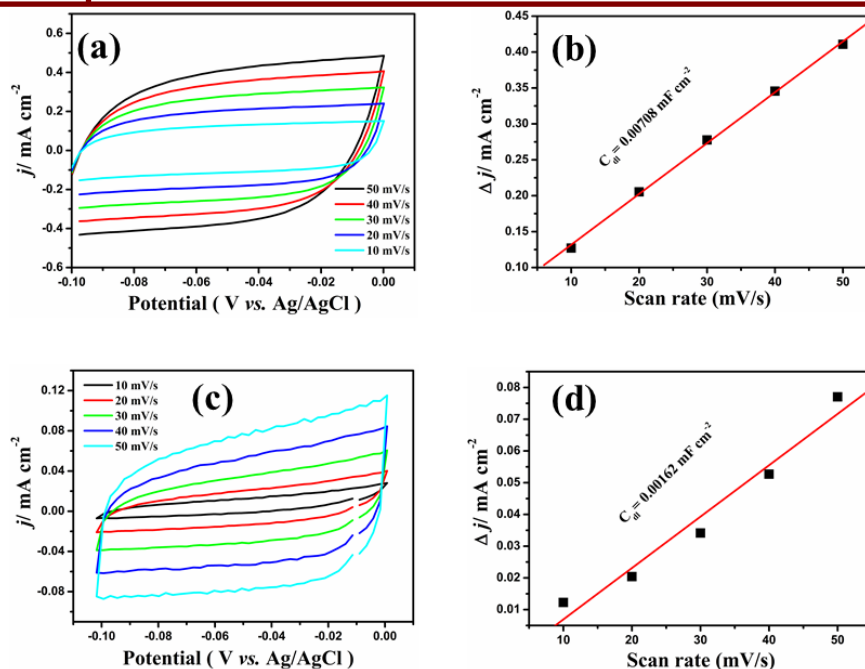 (a)
j/ mA cm-2
0.6
0.4
0.2
0.0
-0.2
-0.4
-0.6
50 mV/s
40 mV/s
30 mV/s
20 mV/s
10 mV/s
-0.10 -0.08 -0.06 -0.04 -0.02 0.00
Potential ( V vs. Ag/AgCl )
(b)
Δ j/ mA cm-2
0.45
0.40
0.35
0.30
0.25
0.20
0.15
0.10
Cdl = 0.00708 mF cm-2
10 20 30 40 50
Scan rate (mV/s)
(c)
j/ mA cm-2
0.12
0.08
0.04
0.00
-0.04
-0.08
10 mV/s
20 mV/s
30 mV/s
40 mV/s
50 mV/s
-0.10 -0.08 -0.06 -0.04 -0.02 0.00
Potential ( V vs. Ag/AgCl )
(d)
Δ j/ mA cm-2
0.08
0.07
0.06
0.05
0.04
0.03
0.02
0.01
Cdl = 0.00162 mF cm-2
10 20 30 40 50
Scan rate (mV/s)